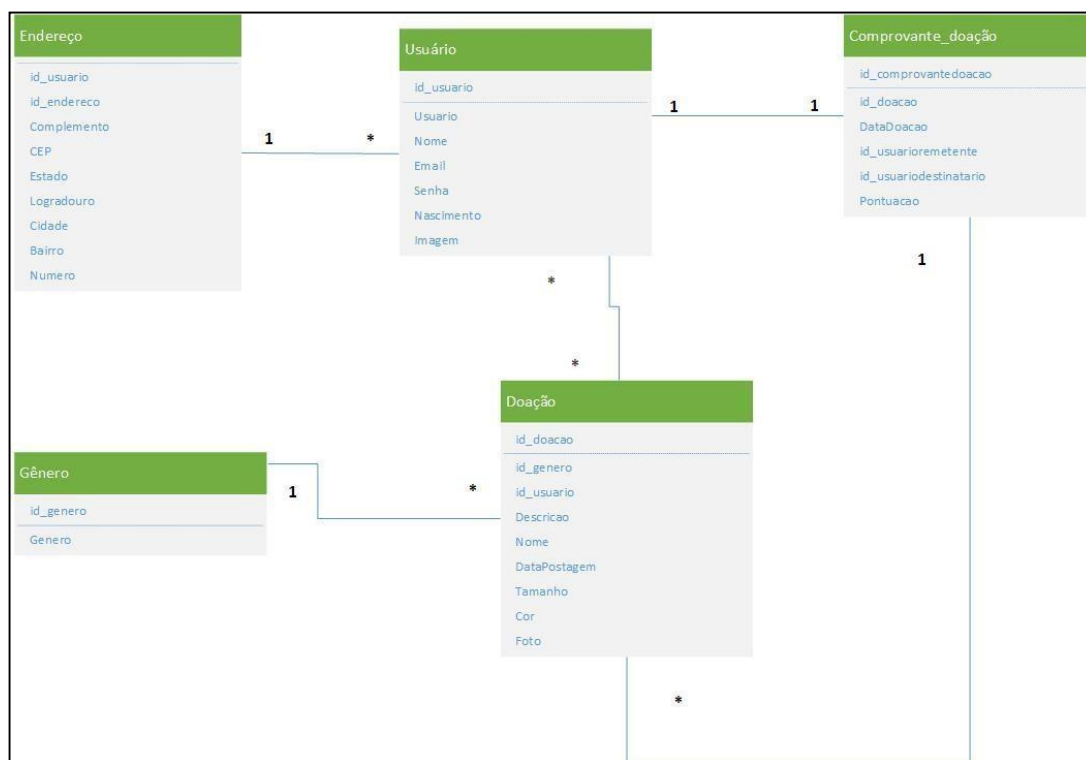 Endereço
id_usuario
id_endereco
Complemento
CEP
Estado
Logradouro
Cidade
Bairro
Numero
1
*
Usuário
id_usuario
Usuario
Nome
Email
Senha
Nascimento
Imagem
1
1
Comprovante_doação
id_comprovantedoacao
id_doacao
DataDoacao
id_usuarioremetente
id_usuariodestinatario
Pontuacao
1
*
*
Gênero
id_genero
Genero
1
*
Doação
id_doacao
id_genero
id_usuario
Descricao
Nome
DataPostagem
Tamanho
Cor
Foto
*